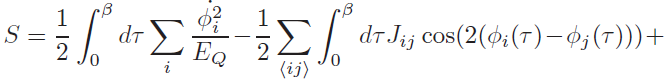 S = \frac{1}{2} \int_0^\beta d\tau \sum_i \frac{\dot{\phi}_i^2}{E_Q} - \frac{1}{2} \sum_{\langle ij \rangle} \int_0^\beta d\tau J_{ij} \cos(2(\phi_i(\tau) - \phi_j(\tau))) +